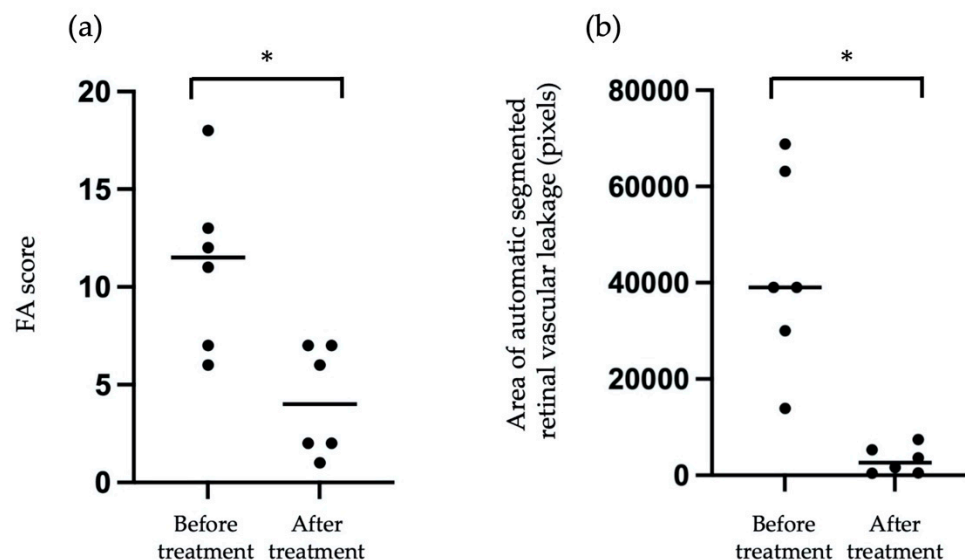 (a)
*
20
15
10
5
0
FA score
Before
treatment
After
treatment
(b)
*
80000
60000
40000
20000
0
Area of automatic segmented
retinal vascular leakage (pixels)
Before
treatment
After
treatment